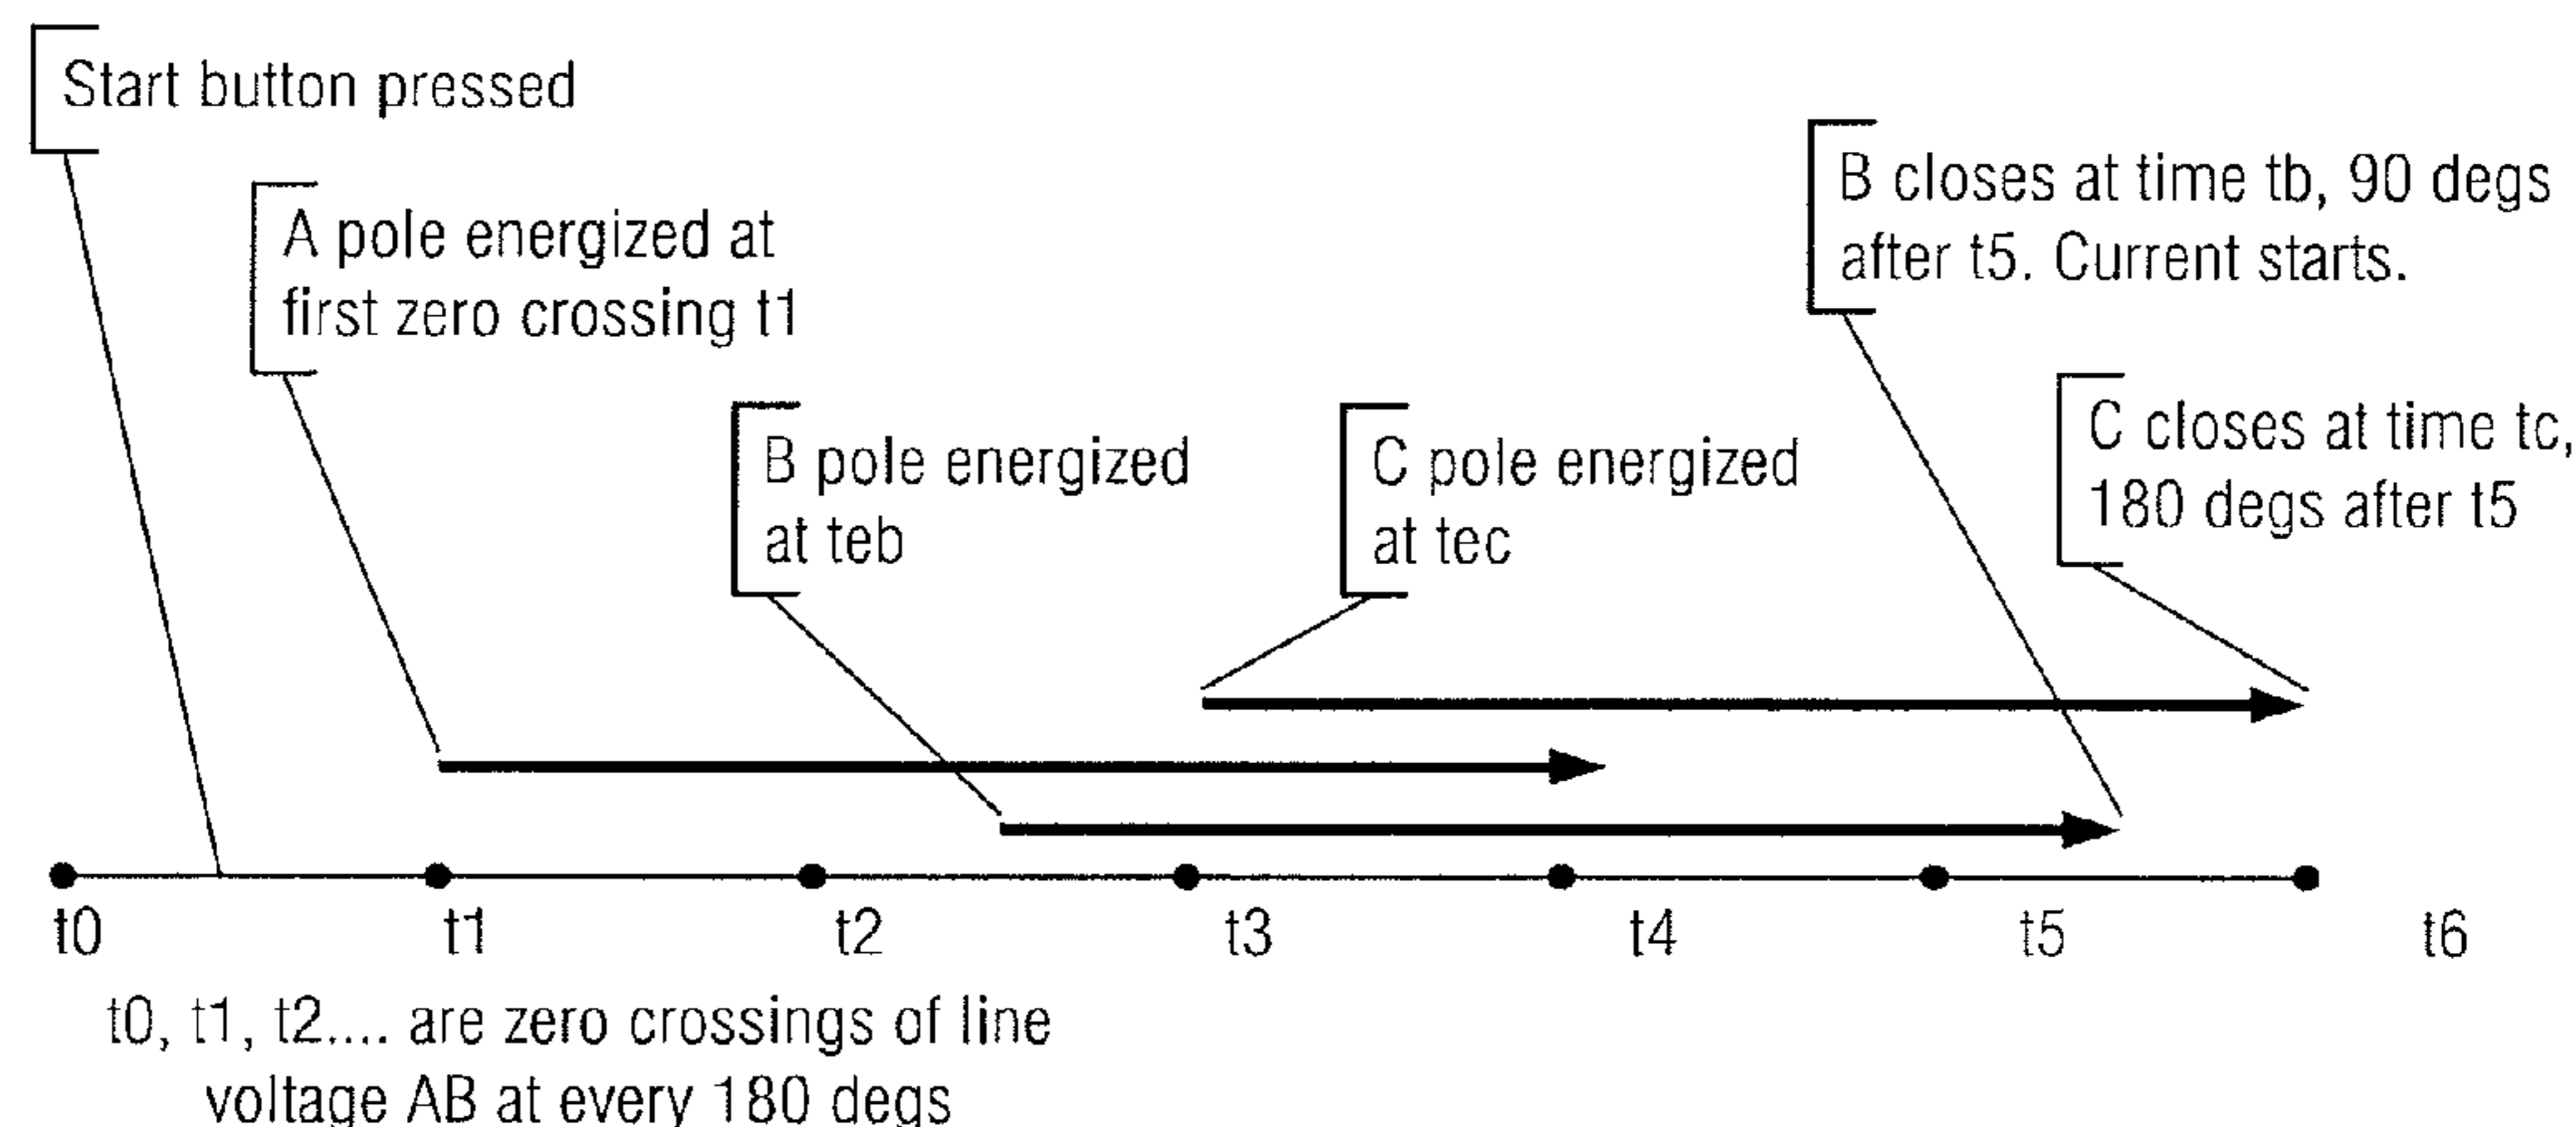 Start button pressed
A pole energized at
first zero crossing t1
B pole energized
at teb
C pole energized
at tec
B closes at time tb, 90 degs
after t5. Current starts.
C closes at time tc,
180 degs after t5
t0 t1 t2 t3 t4 t5 t6
t0, t1, t2.... are zero crossings of line
voltage AB at every 180 degs